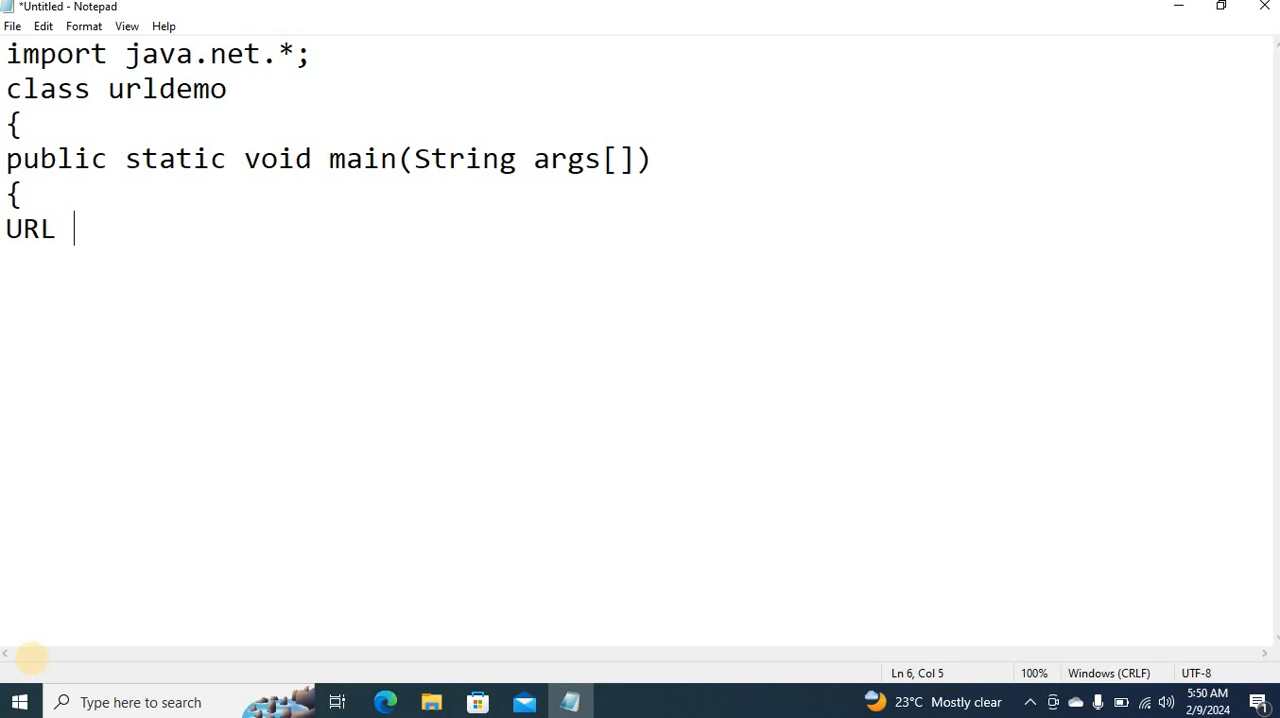 *Untitled - Notepad
File Edit Format View Help
import java.net.*;
class urldemo
{
public static void main(String args[])
{
URL
Ln 6, Col 5 100% Windows (CRLF) UTF-8
Type here to search
23°C Mostly clear
5:50 AM
2/9/2024
1